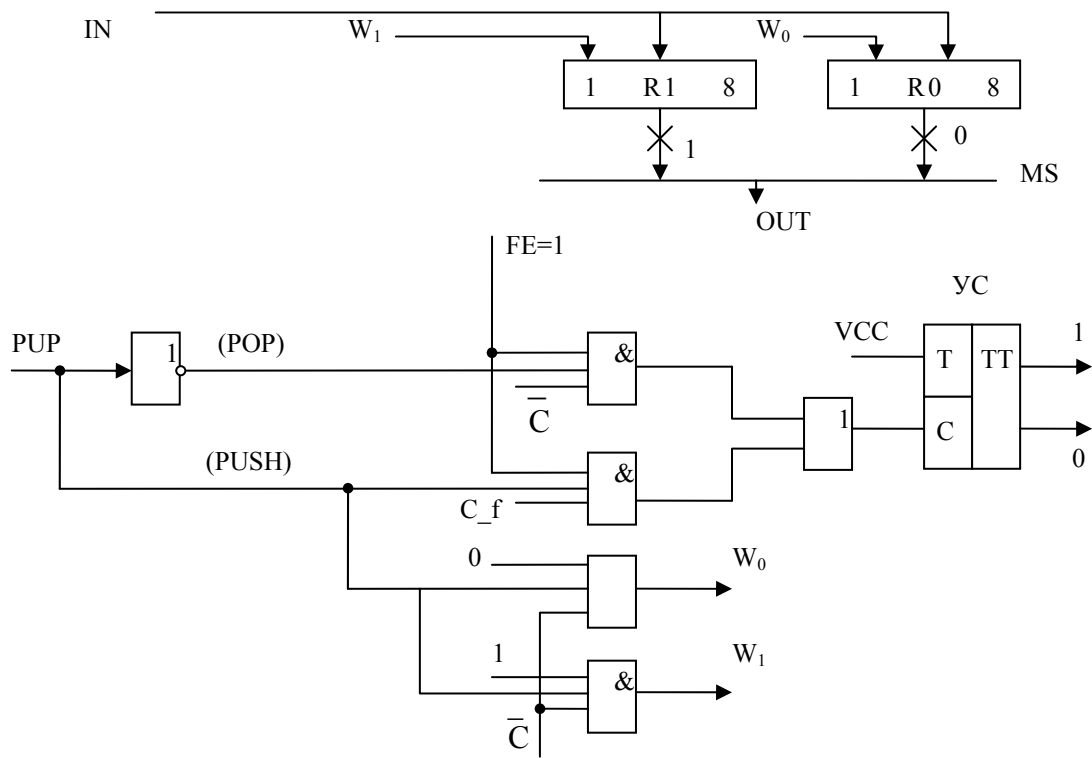 IN
W₁
W₀
1 R1 8
1 R0 8
1
0
MS
OUT
FE=1
УС
PUP
1
(POP)
&
C̅
VCC
T
TT
1
C
0
1
(PUSH)
&
C_f
0
W₀
1
&
W₁
C̅